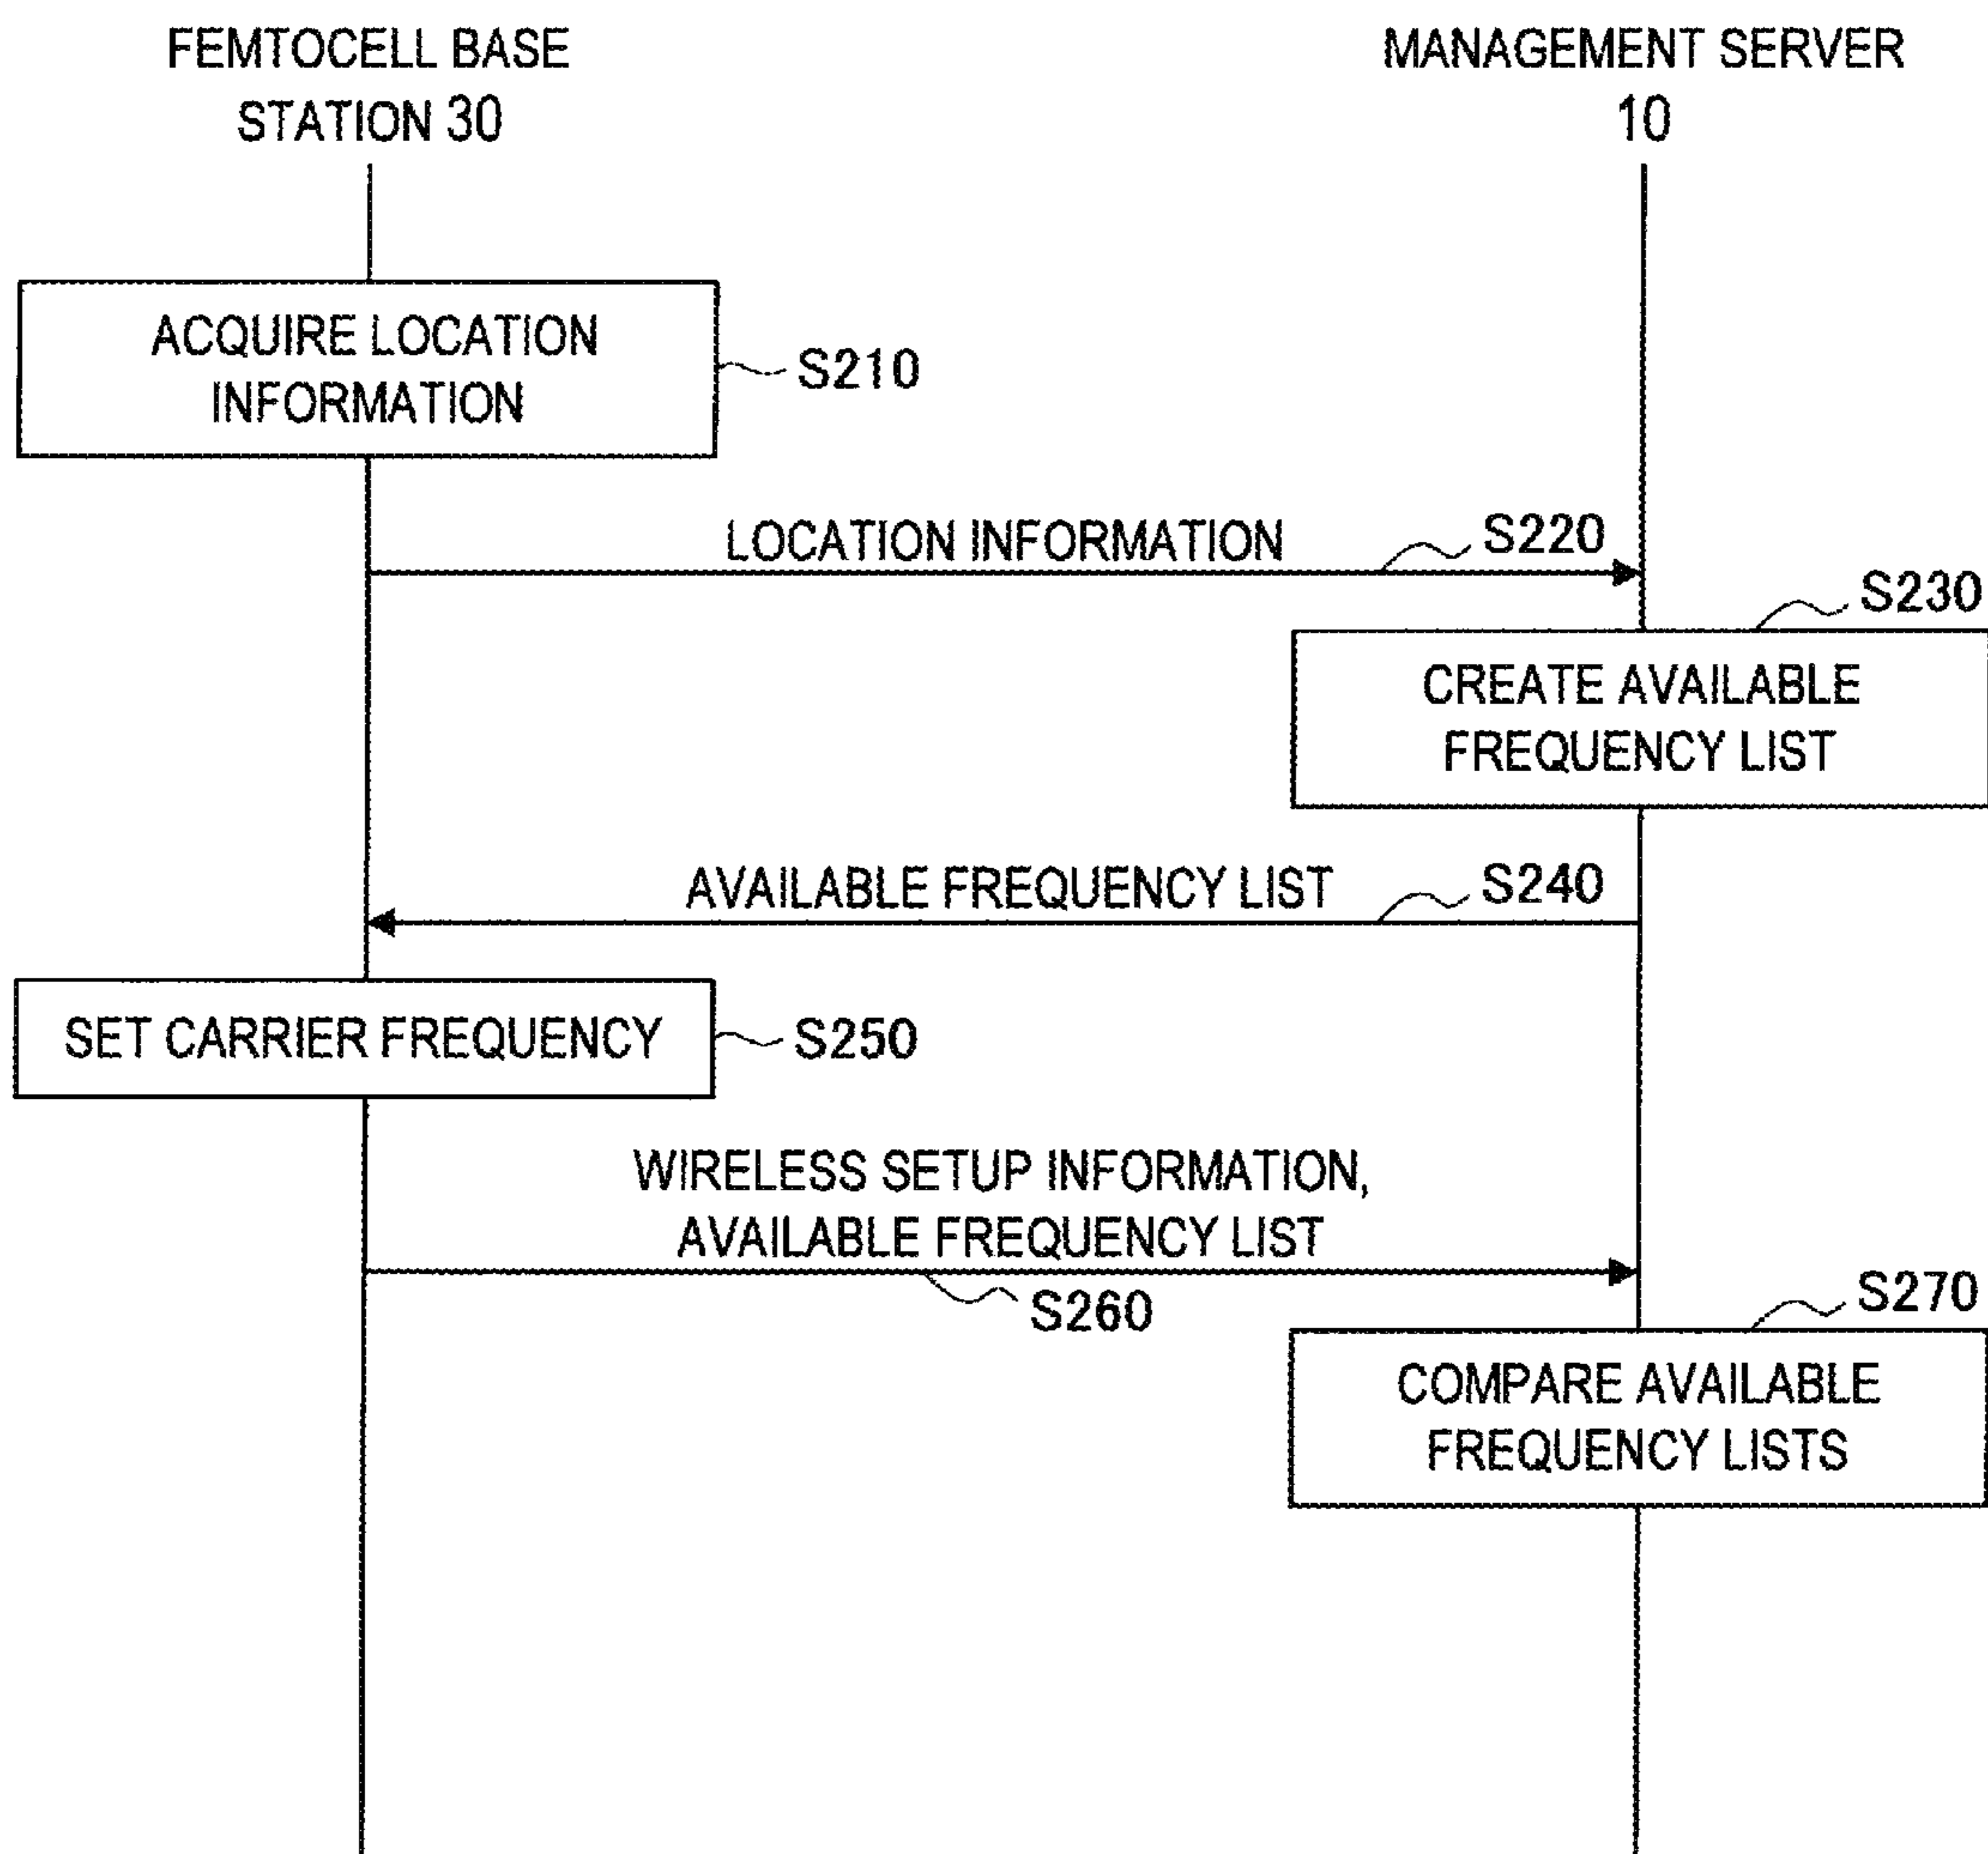 FEMTOCELL BASE
STATION 30
MANAGEMENT SERVER
10
ACQUIRE LOCATION
INFORMATION
S210
LOCATION INFORMATION
S220
S230
CREATE AVAILABLE
FREQUENCY LIST
AVAILABLE FREQUENCY LIST
S240
SET CARRIER FREQUENCY
S250
WIRELESS SETUP INFORMATION,
AVAILABLE FREQUENCY LIST
S260
S270
COMPARE AVAILABLE
FREQUENCY LISTS